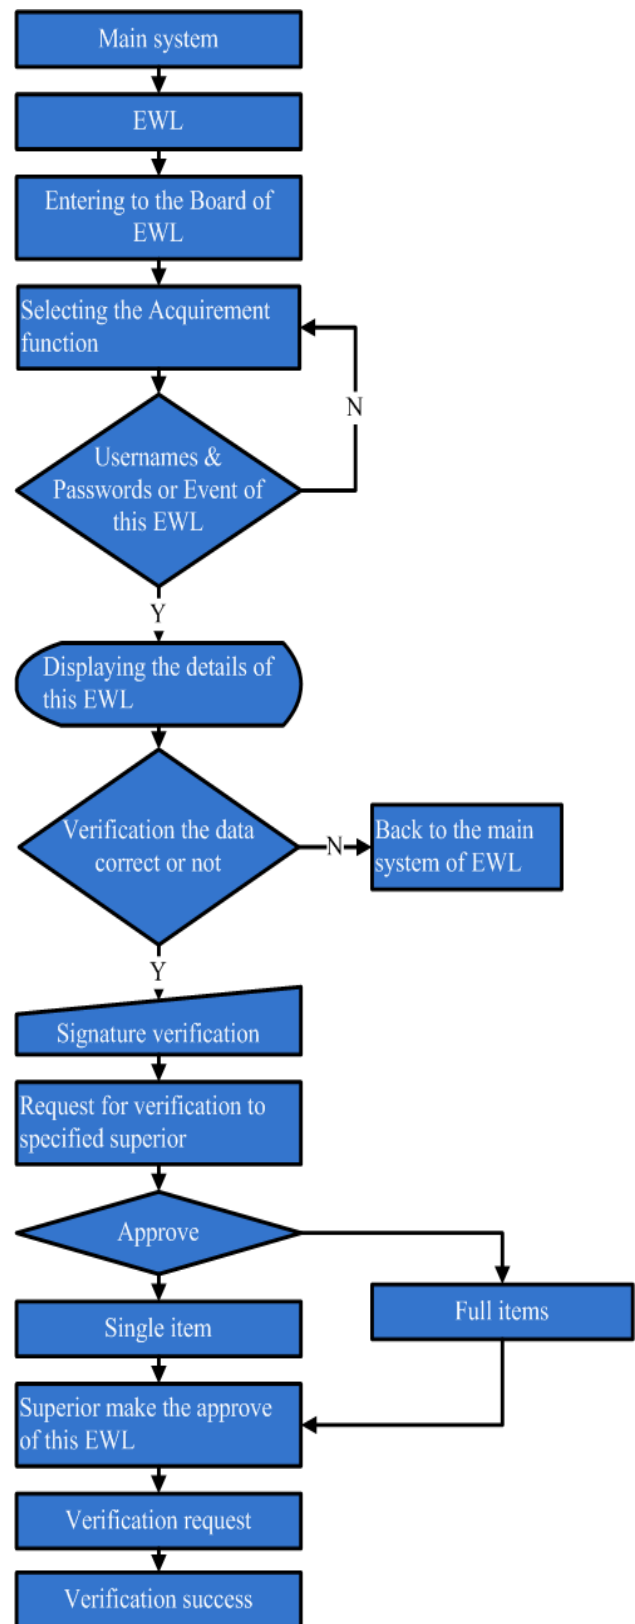 Main system
EWL
Entering to the Board of
EWL
Selecting the Acquirement
function
N
Usernames &
Passwords or Event of
this EWL
Y
Displaying the details of
this EWL
Verification the data
correct or not
N
Back to the main
system of EWL
Y
Signature verification
Request for verification to
specified superior
Approve
Full items
Single item
Superior make the approve
of this EWL
Verification request
Verification success